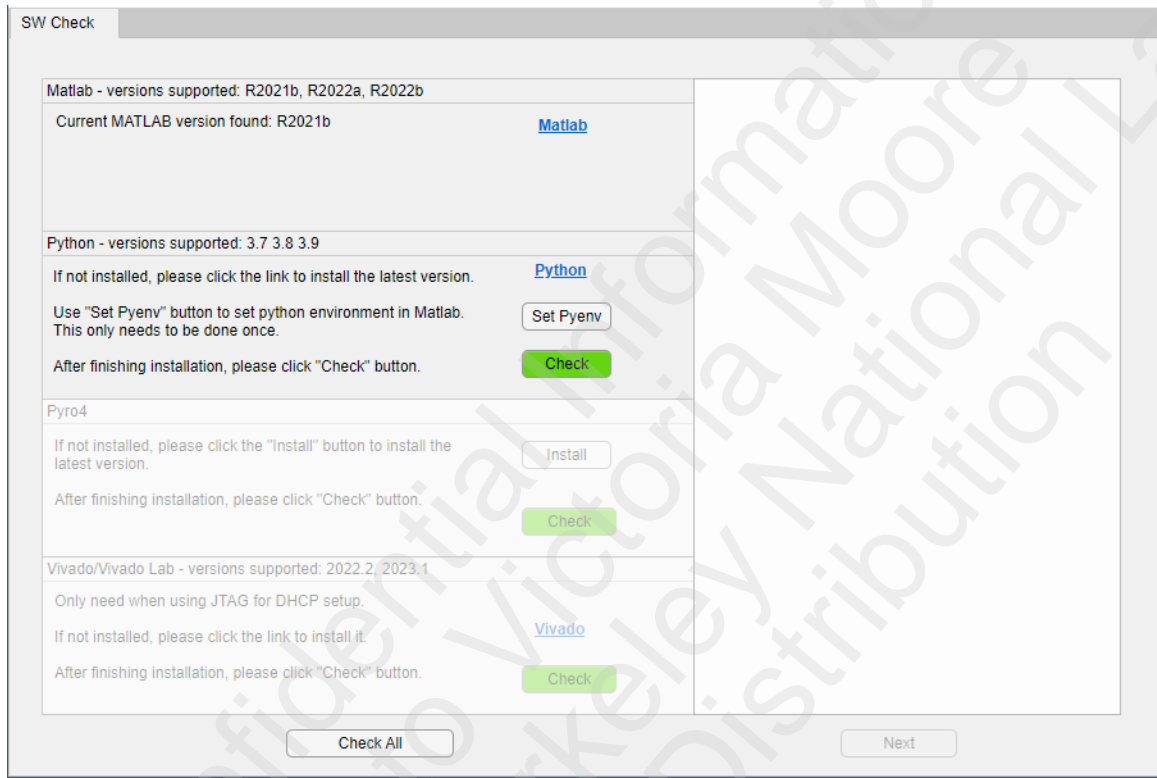 SW Check
Matlab - versions supported: R2021b, R2022a, R2022b
Current MATLAB version found: R2021b
Matlab
Python - versions supported: 3.7 3.8 3.9
If not installed, please click the link to install the latest version.
Python
Use "Set Pyenv" button to set python environment in Matlab.
This only needs to be done once.
Set Pyenv
After finishing installation, please click "Check" button.
Check
Pyro4
If not installed, please click the "Install" button to install the
latest version.
Install
After finishing installation, please click "Check" button.
Check
Vivado/Vivado Lab - versions supported: 2022.2, 2023.1
Only need when using JTAG for DHCP setup.
If not installed, please click the link to install it.
Vivado
After finishing installation, please click "Check" button.
Check
Check All
Next
to Victoria Moore
National
Distribution